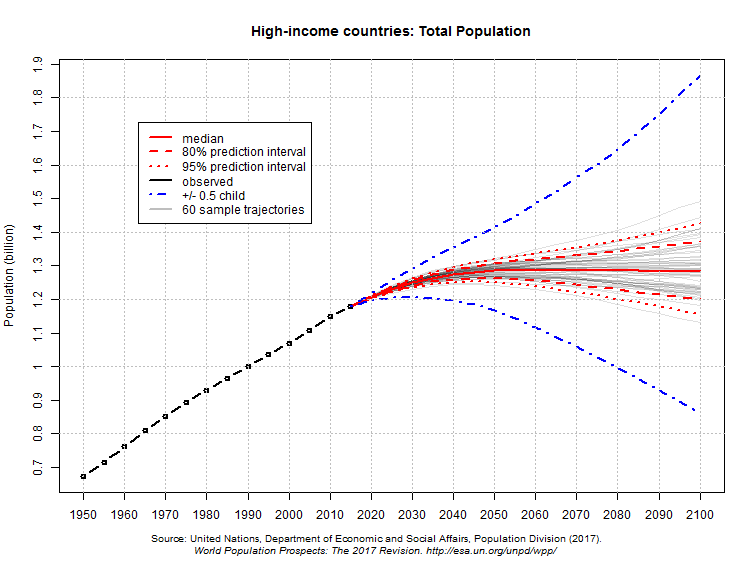 High-income countries: Total Population
Population (billion)
1.9
1.8
1.7
1.6
1.5
1.4
1.3
1.2
1.1
1
0.9
0.8
0.7
median
80% prediction interval
95% prediction interval
observed
+/- 0.5 child
60 sample trajectories
1950 1960 1970 1980 1990 2000 2010 2020 2030 2040 2050 2060 2070 2080 2090 2100
Source: United Nations, Department of Economic and Social Affairs, Population Division (2017).
World Population Prospects: The 2017 Revision. http://esa.un.org/unpd/wpp/